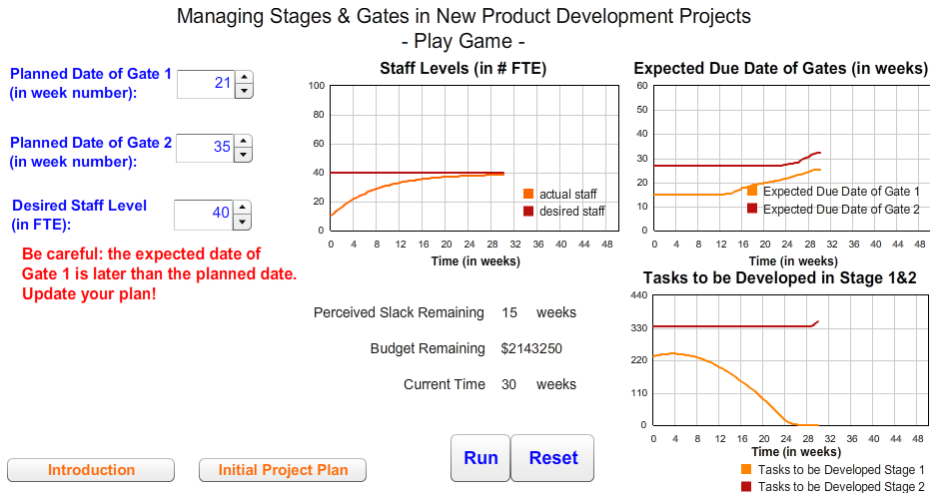 Managing Stages & Gates in New Product Development Projects
- Play Game -
Planned Date of Gate 1
(in week number):
21
Planned Date of Gate 2
(in week number):
35
Desired Staff Level
(in FTE):
40
Be careful: the expected date of
Gate 1 is later than the planned date.
Update your plan!
Staff Levels (in # FTE)
100
80
60
40
20
0
actual staff
desired staff
0 4 8 12 16 20 24 28 32 36 40 44 48
Time (in weeks)
Expected Due Date of Gates (in weeks)
60
50
40
30
20
10
0
Expected Due Date of Gate 1
Expected Due Date of Gate 2
0 4 8 12 16 20 24 28 32 36 40 44 48
Time (in weeks)
Perceived Slack Remaining 15 weeks
Budget Remaining $2143250
Current Time 30 weeks
Tasks to be Developed in Stage 1&2
440
330
220
110
0
0 4 8 12 16 20 24 28 32 36 40 44 48
Time (in weeks)
Tasks to be Developed Stage 1
Tasks to be Developed Stage 2
Introduction
Initial Project Plan
Run
Reset